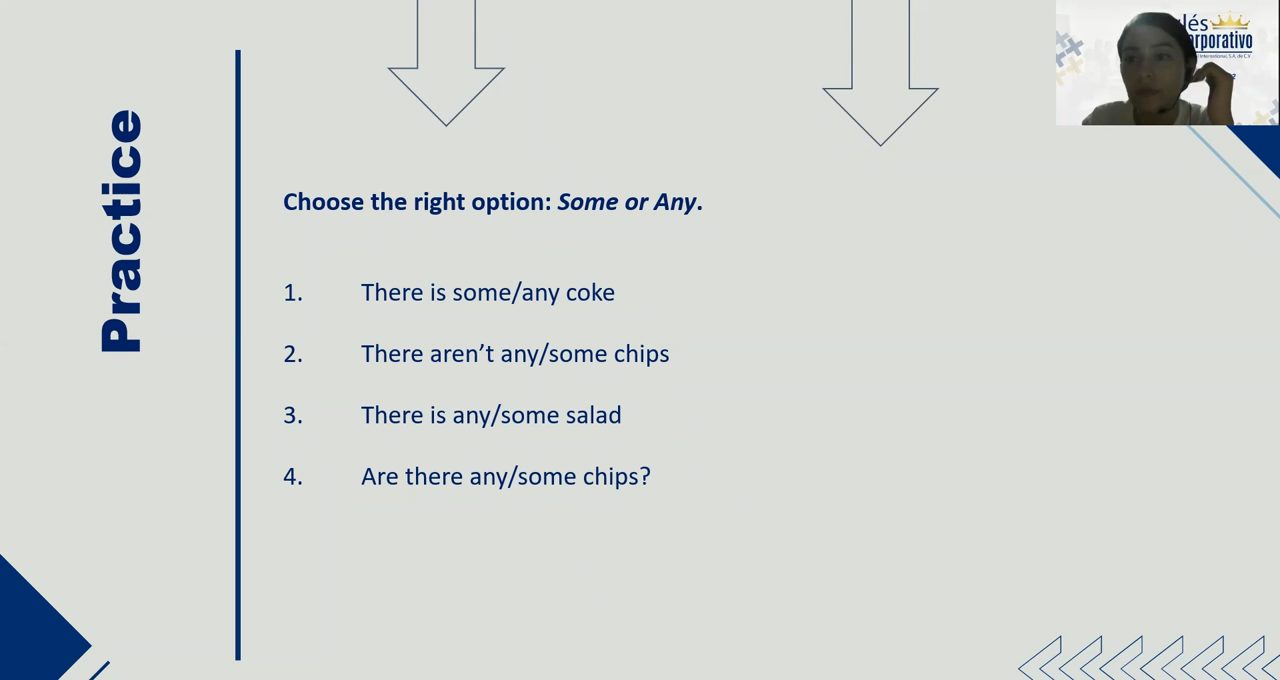 Practice
Choose the right option: Some or Any.
1. There is some/any coke
2. There aren't any/some chips
3. There is any/some salad
4. Are there any/some chips?